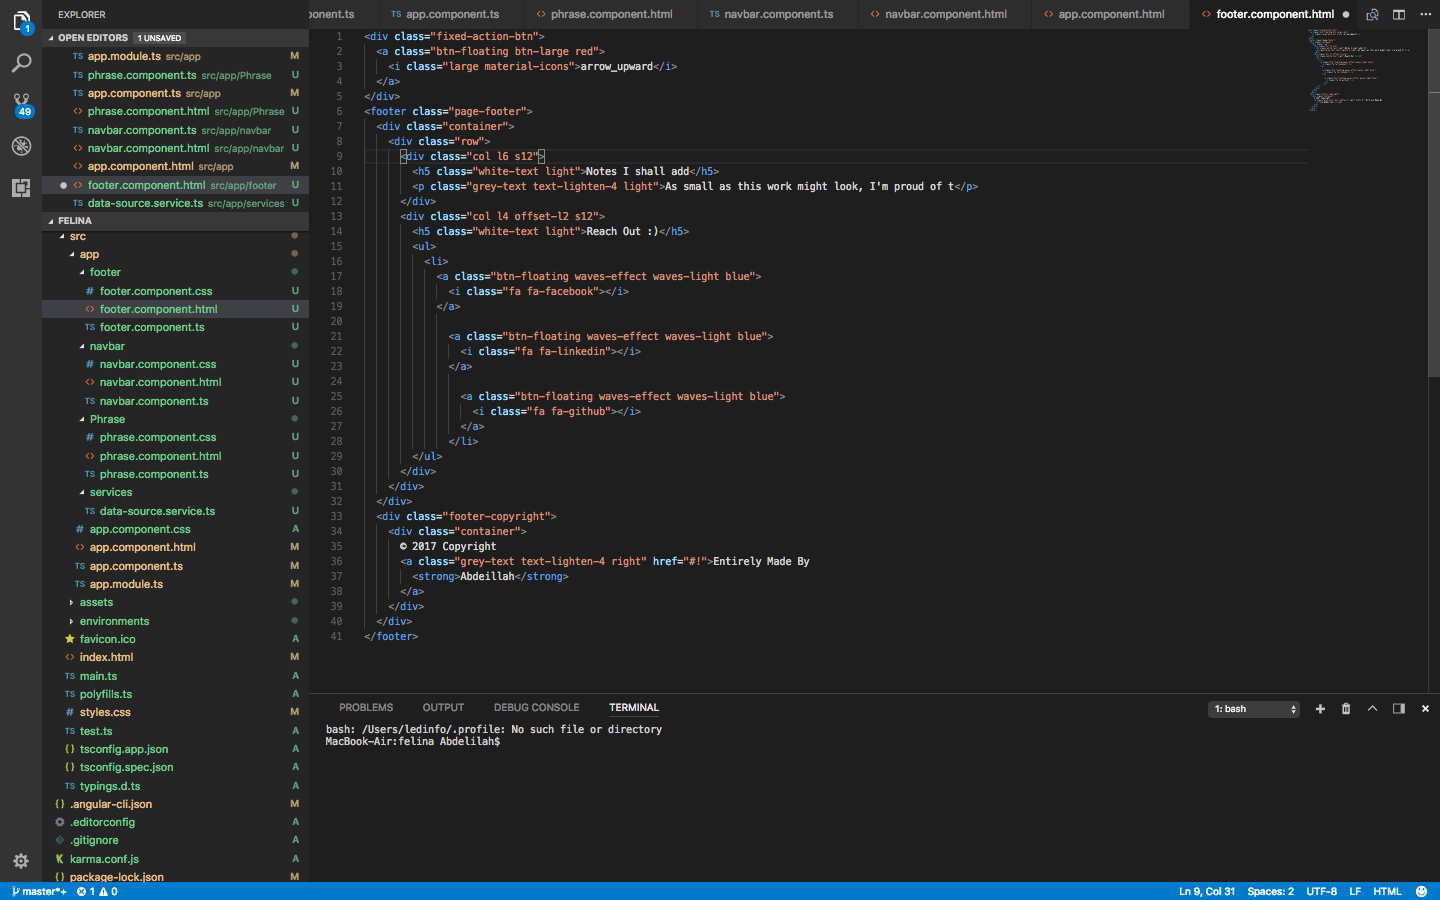 EXPLORER
OPEN EDITORS 1 UNSAVED
TS app.module.ts src/app M
TS phrase.component.ts src/app/Phrase U
TS app.component.ts src/app M
<> phrase.component.html src/app/Phrase U
TS navbar.component.ts src/app/navbar U
<> navbar.component.html src/app/navbar U
<> app.component.html src/app M
<> footer.component.html src/app/footer U
TS data-source.service.ts src/app/services U
FELINA
src
app
footer
# footer.component.css U
<> footer.component.html U
TS footer.component.ts U
navbar
# navbar.component.css U
<> navbar.component.html U
TS navbar.component.ts U
Phrase
# phrase.component.css U
<> phrase.component.html U
TS phrase.component.ts U
services
TS data-source.service.ts U
# app.component.css A
<> app.component.html M
TS app.component.ts M
TS app.module.ts M
assets
environments
favicon.ico A
<> index.html M
TS main.ts A
TS polyfills.ts A
# styles.css M
TS test.ts A
{} tsconfig.app.json A
{} tsconfig.spec.json A
TS typings.d.ts A
{} .angular-cli.json M
.editorconfig A
.gitignore A
K karma.conf.js A
{} package-lock.json M
1
49
ponent.ts TS app.component.ts <> phrase.component.html TS navbar.component.ts <> navbar.component.html <> app.component.html <> footer.component.html
1 <div class="fixed-action-btn">
2 <a class="btn-floating btn-large red">
3 <i class="large material-icons">arrow_upward</i>
4 </a>
5 </div>
6 <footer class="page-footer">
7 <div class="container">
8 <div class="row">
9 <div class="col l6 s12">
10 <h5 class="white-text light">Notes I shall add</h5>
11 <p class="grey-text text-lighten-4 light">As small as this work might look, I'm proud of t</p>
12 </div>
13 <div class="col l4 offset-l2 s12">
14 <h5 class="white-text light">Reach Out :)</h5>
15 <ul>
16 <li>
17 <a class="btn-floating waves-effect waves-light blue">
18 <i class="fa fa-facebook"></i>
19 </a>
20
21 <a class="btn-floating waves-effect waves-light blue">
22 <i class="fa fa-linkedin"></i>
23 </a>
24
25 <a class="btn-floating waves-effect waves-light blue">
26 <i class="fa fa-github"></i>
27 </a>
28 </li>
29 </ul>
30 </div>
31 </div>
32 </div>
33 <div class="footer-copyright">
34 <div class="container">
35 © 2017 Copyright
36 <a class="grey-text text-lighten-4 right" href="#!">Entirely Made By
37 <strong>Abdeillah</strong>
38 </a>
39 </div>
40 </div>
41 </footer>
PROBLEMS OUTPUT DEBUG CONSOLE TERMINAL 1: bash
bash: /Users/ledinfo/.profile: No such file or directory
MacBook-Air:felina Abdelilah$
master*+ 1 0 Ln 9, Col 31 Spaces: 2 UTF-8 LF HTML